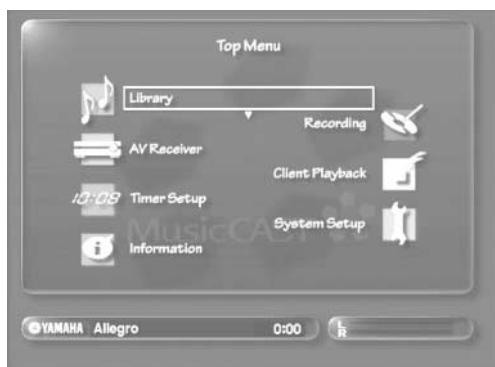 Top Menu
Library
Recording
AV Receiver
Client Playback
10:08 Timer Setup
System Setup
MusicCAST
Information
YAMAHA Allegro 0:00
L
R